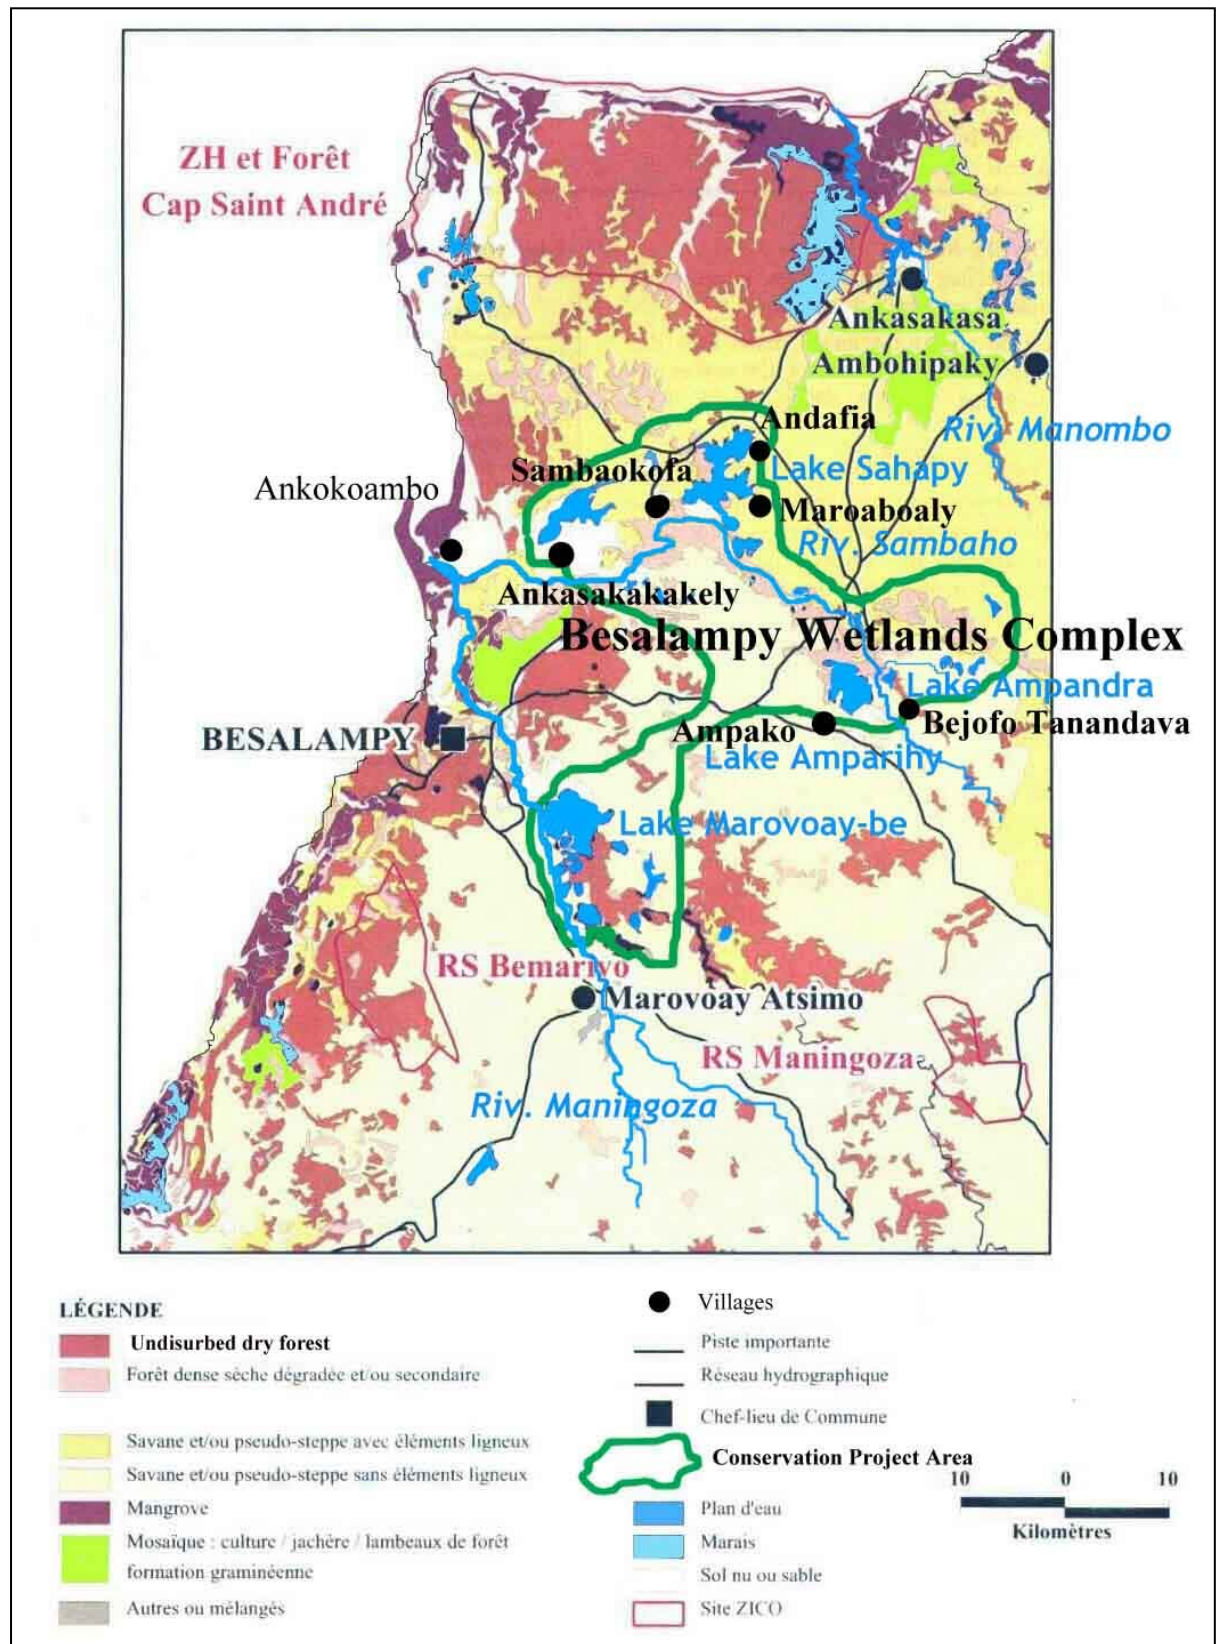 ZH et Forêt
Cap Saint André
Ankasakasa
Ambohipaky
Andafia
Riv. Manombo
Sambaokofa
Lake Sahapy
Ankokoambo
Maroaboaly
Riv. Sambaho
Ankasakakakely
Besalampy Wetlands Complex
Lake Ampandra
Ampako
Bejofo Tanandava
BESALAMPY
Lake Amparihy
Lake Marovoay-be
RS Bemarivo
Marovoay Atsimo
RS Maningoza
Riv. Maningoza
LÉGENDE
Undisurbed dry forest
Forêt dense sèche dégradée et/ou secondaire
Savane et/ou pseudo-steppe avec éléments ligneux
Savane et/ou pseudo-steppe sans éléments ligneux
Mangrove
Mosaïque : culture / jachère / lambeaux de forêt
formation graminéenne
Autres ou mélangés
Villages
Piste importante
Réseau hydrographique
Chef-lieu de Commune
Conservation Project Area
Plan d'eau
Marais
Sol nu ou sable
Site ZICO
10 0 10
Kilomètres